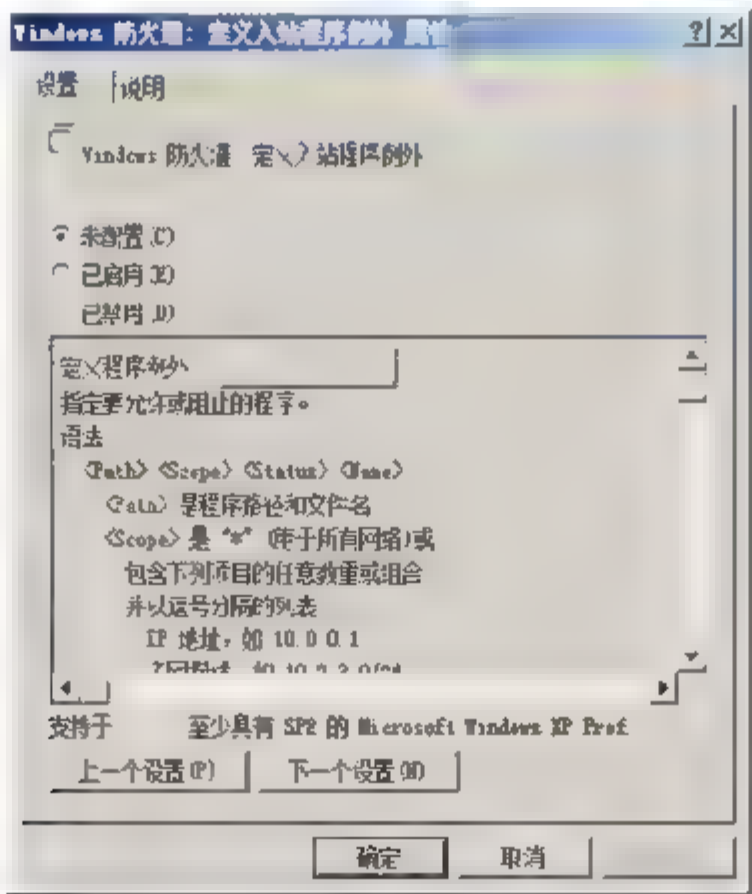 Windows 防火墙: 定义入站程序例外 属性
? ×
设置 说明
Windows 防火墙 定义入站程序例外
未配置(C)
已启用(E)
已禁用(D)
定义程序例外
指定要允许或阻止的程序。
语法
<Path> <Scope> <Status> <Name>
<Path> 是程序路径和文件名
<Scope> 是 "*" (用于所有网络)或
包含下列项目的任意数量或组合
并以逗号分隔的列表
IP 地址，如 10.0.0.1
支持于 至少具有 SP2 的 Microsoft Windows XP Prof
上一个设置(P) 下一个设置(N)
确定 取消